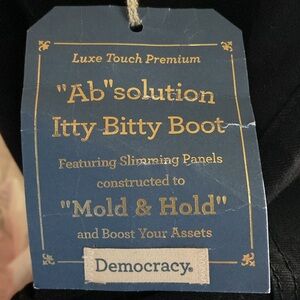 Luxe Touch Premium
"Ab"solution
Itty Bitty Boot
Featuring Slimming Panels
constructed to
"Mold & Hold"
and Boost Your Assets
Democracy®